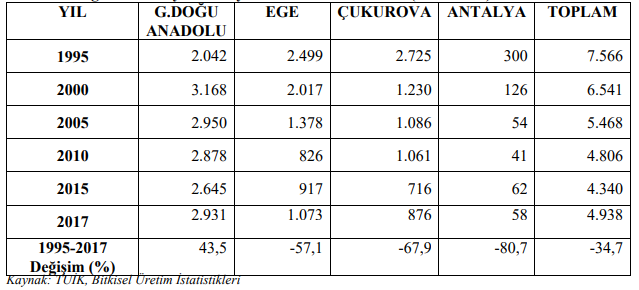 YIL G.DOĞU ANADOLU EGE ÇUKUROVA ANTALYA TOPLAM
1995 2.042 2.499 2.725 300 7.566
2000 3.168 2.017 1.230 126 6.541
2005 2.950 1.378 1.086 54 5.468
2010 2.878 826 1.061 41 4.806
2015 2.645 917 716 62 4.340
2017 2.931 1.073 876 58 4.938
1995-2017 Değişim (%) 43,5 -57,1 -67,9 -80,7 -34,7
Kaynak: TUİK, Bitkisel Üretim İstatistikleri